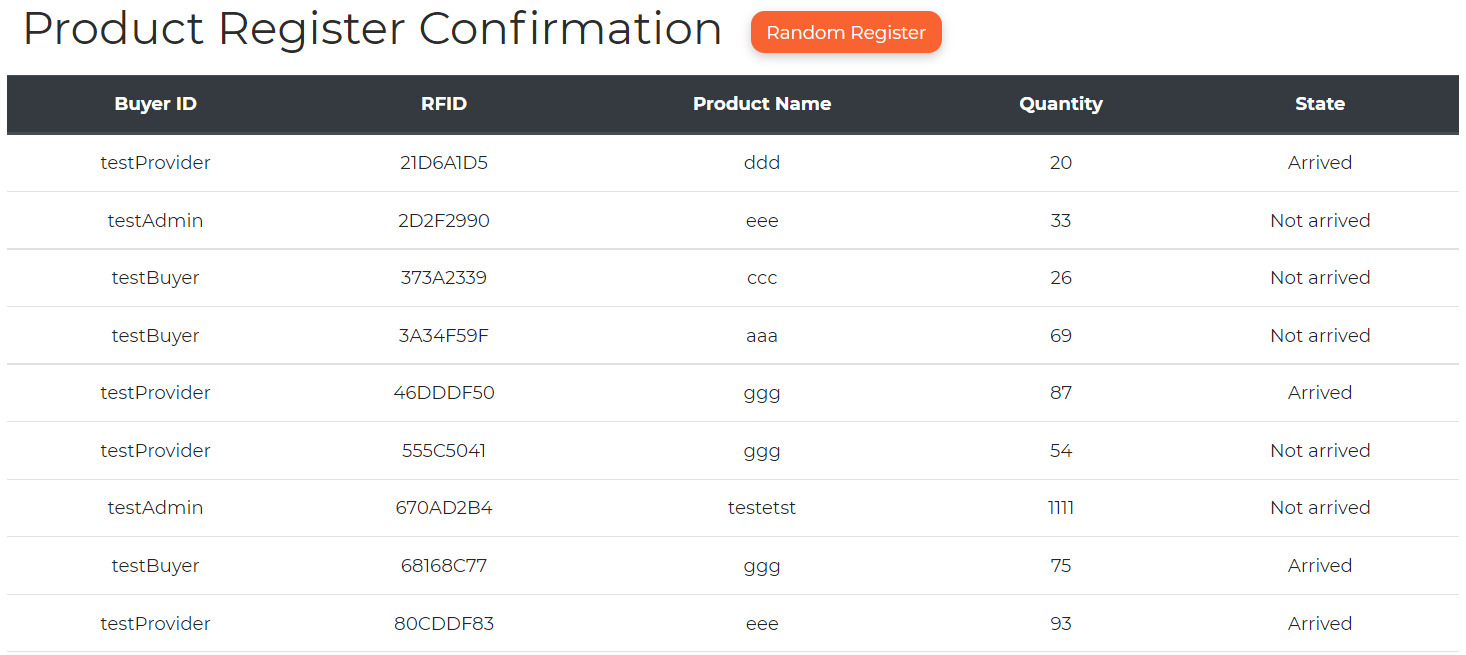 Product Register Confirmation Random Register
Buyer ID RFID Product Name Quantity State
testProvider 21D6A1D5 ddd 20 Arrived
testAdmin 2D2F2990 eee 33 Not arrived
testBuyer 373A2339 ccc 26 Not arrived
testBuyer 3A34F59F aaa 69 Not arrived
testProvider 46DDDF50 ggg 87 Arrived
testProvider 555C5041 ggg 54 Not arrived
testAdmin 670AD2B4 testetst 1111 Not arrived
testBuyer 68168C77 ggg 75 Arrived
testProvider 80CDDF83 eee 93 Arrived